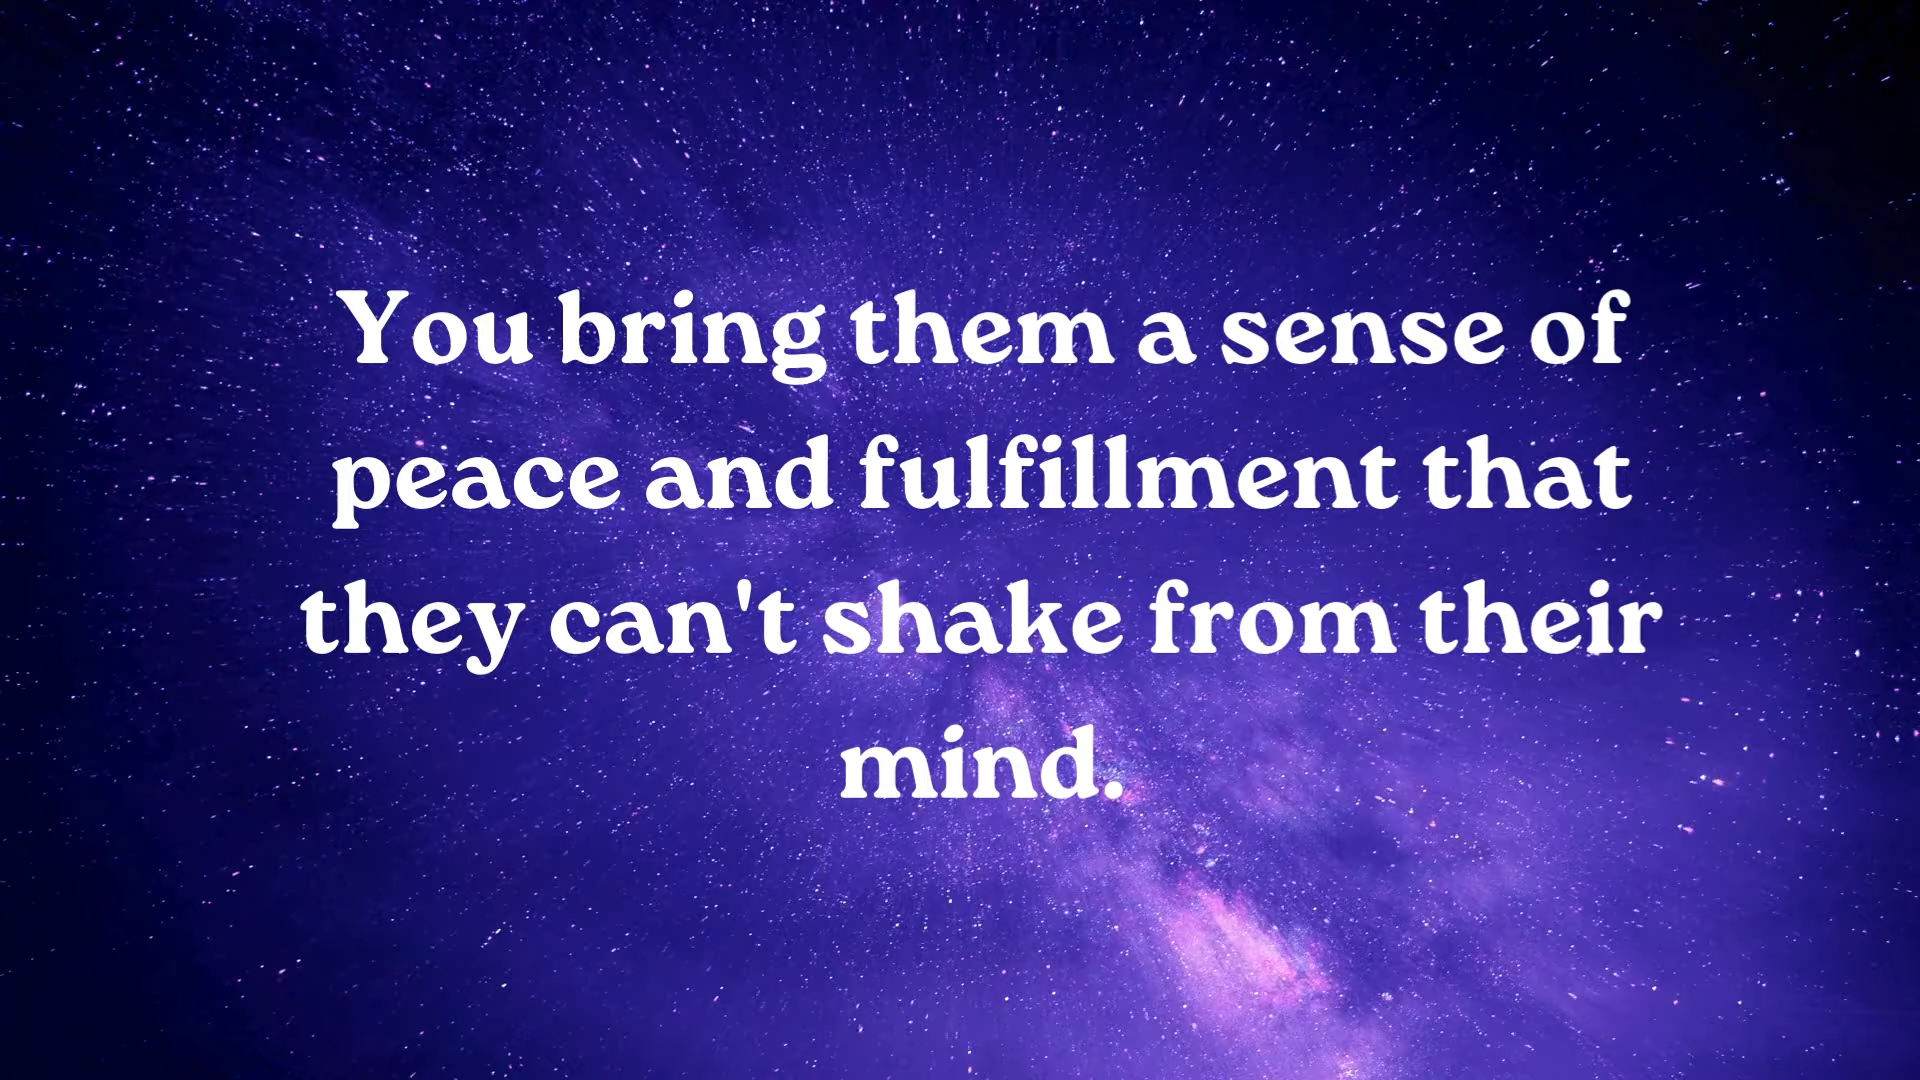 You bring them a sense of
peace and fulfillment that
they can't shake from their
mind.